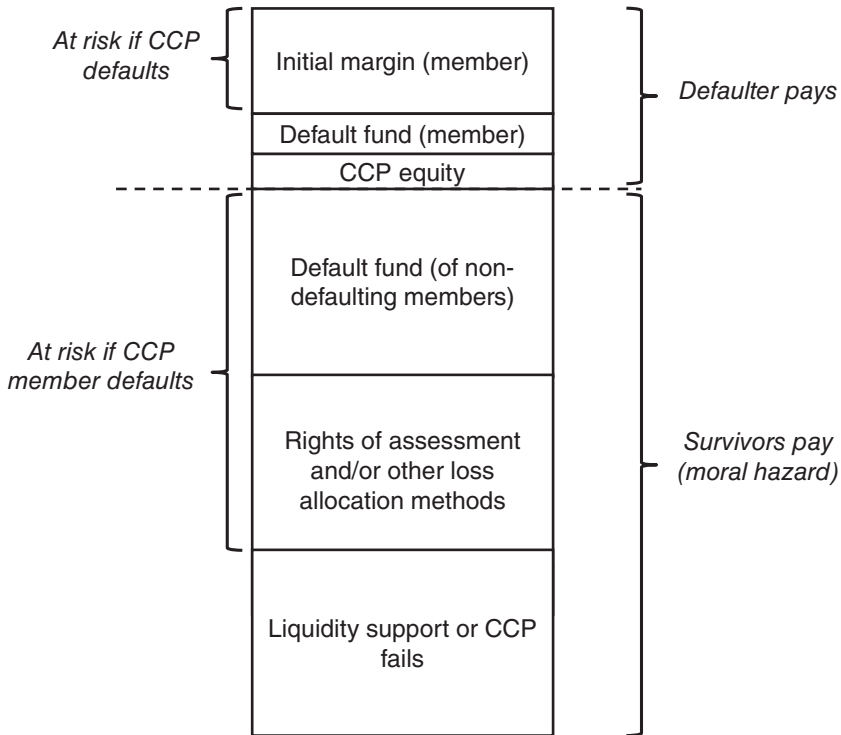 At risk if CCP
defaults
Initial margin (member)
Defaulter pays
Default fund (member)
CCP equity
Default fund (of non-
defaulting members)
At risk if CCP
member defaults
Rights of assessment
and/or other loss
allocation methods
Survivors pay
(moral hazard)
Liquidity support or CCP
fails